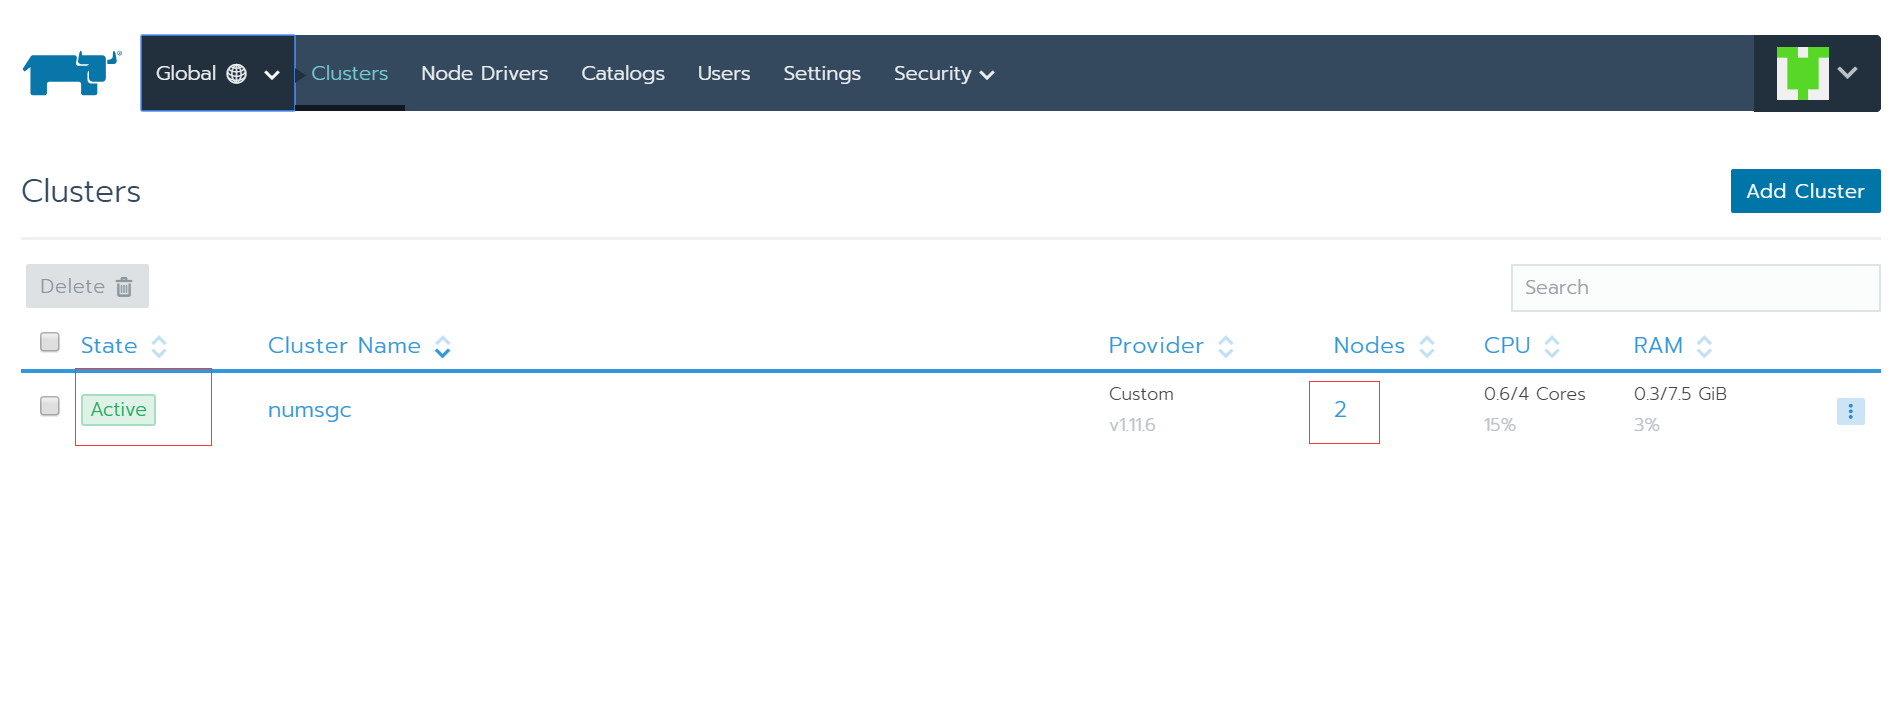 Global Clusters Node Drivers Catalogs Users Settings Security
Clusters
Add Cluster
Delete
Search
State Cluster Name Provider Nodes CPU RAM
Active numsgc Custom 2 0.6/4 Cores 0.3/7.5 GiB
v1.11.6 15% 3%